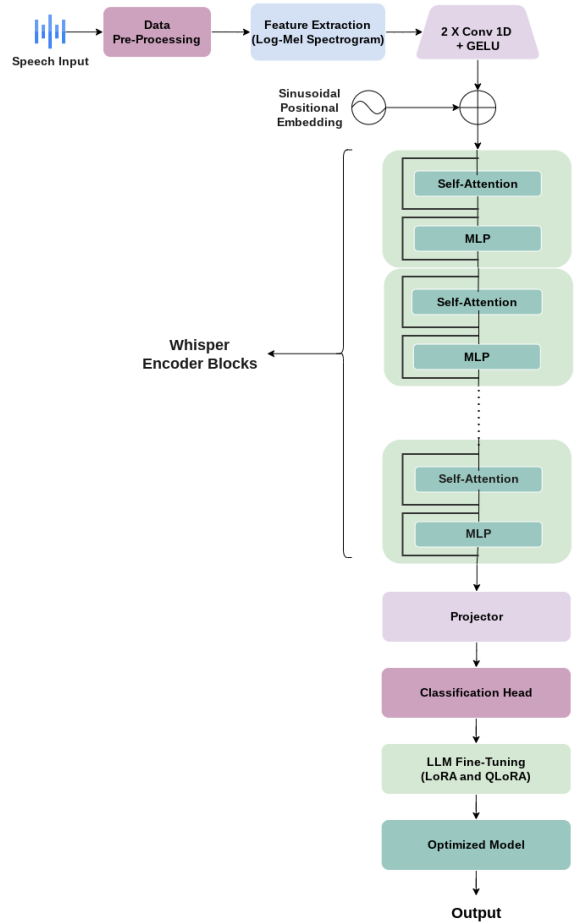 Speech Input
Data
Pre-Processing
Feature Extraction
(Log-Mel Spectrogram)
2 X Conv 1D
+ GELU
Sinusoidal
Positional
Embedding
Self-Attention
MLP
Self-Attention
MLP
Whisper
Encoder Blocks
Self-Attention
MLP
Projector
Classification Head
LLM Fine-Tuning
(LoRA and QLoRA)
Optimized Model
Output